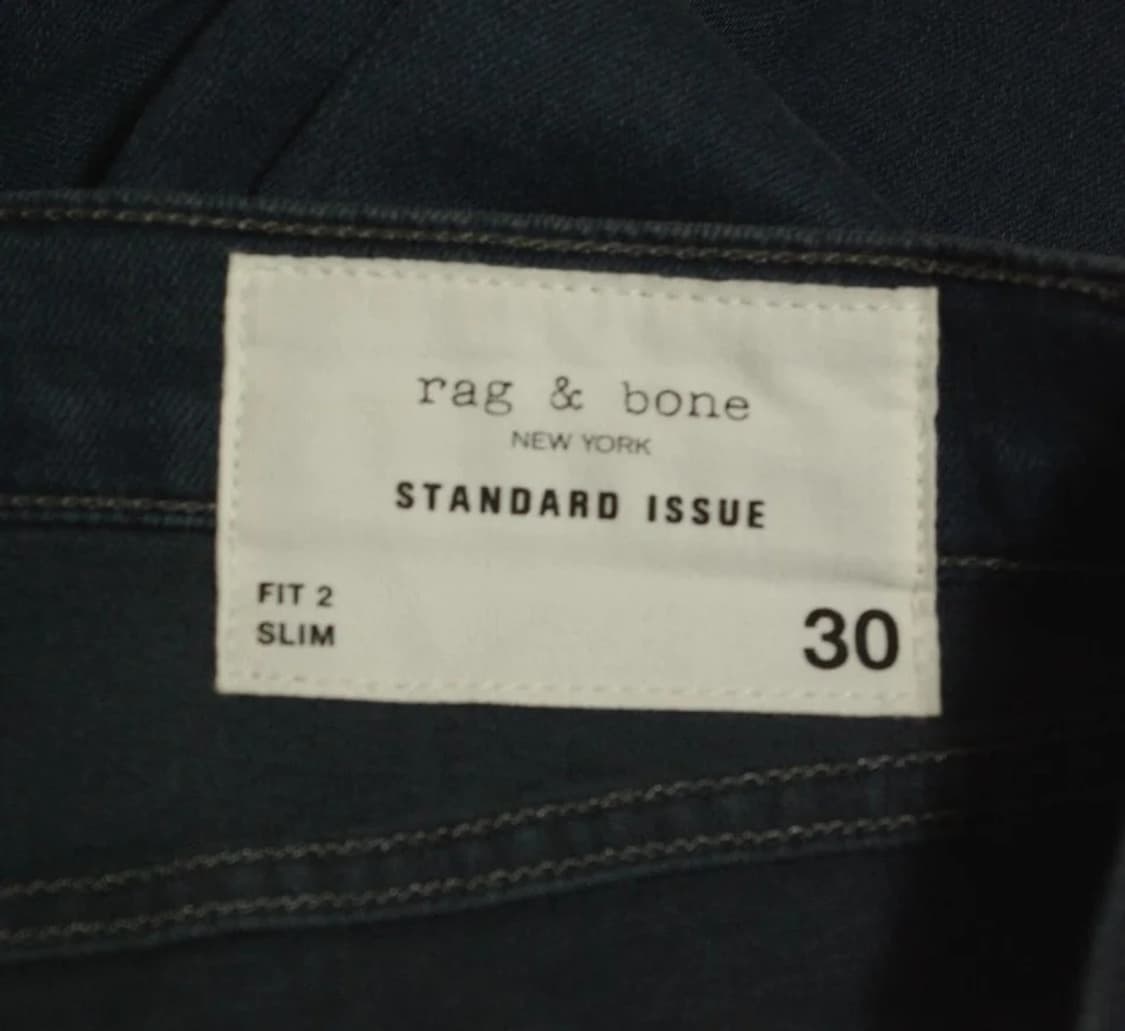 rag & bone
NEW YORK
STANDARD ISSUE
FIT 2
SLIM
30